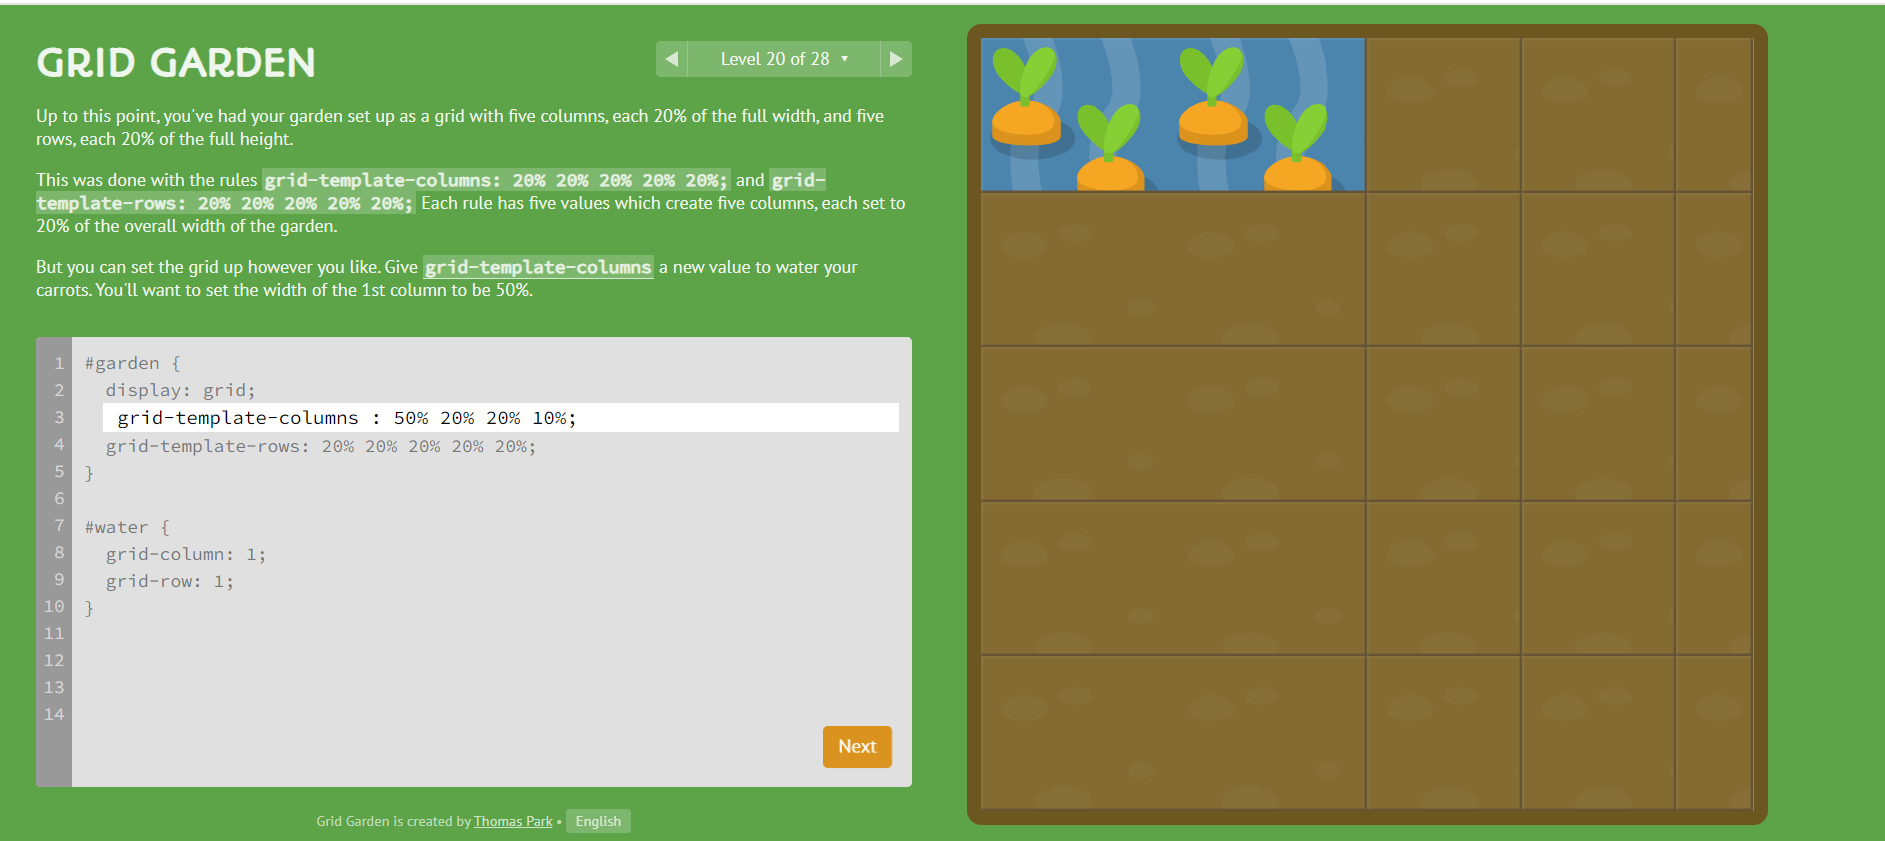 GRID GARDEN
◀ Level 20 of 28 ▼ ▶
Up to this point, you've had your garden set up as a grid with five columns, each 20% of the full width, and five
rows, each 20% of the full height.
This was done with the rules grid-template-columns: 20% 20% 20% 20% 20%; and grid-
template-rows: 20% 20% 20% 20% 20%; Each rule has five values which create five columns, each set to
20% of the overall width of the garden.
But you can set the grid up however you like. Give grid-template-columns a new value to water your
carrots. You'll want to set the width of the 1st column to be 50%.
1 #garden {
2 display: grid;
3 grid-template-columns : 50% 20% 20% 10%;
4 grid-template-rows: 20% 20% 20% 20% 20%;
5 }
6
7 #water {
8 grid-column: 1;
9 grid-row: 1;
10 }
11
12
13
14
Next
Grid Garden is created by Thomas Park • English